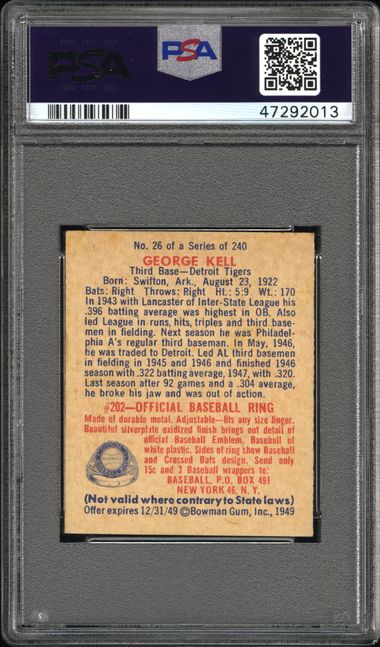 PSA
PSA
47292013
No. 26 of a Series of 240
GEORGE KELL
Third Base—Detroit Tigers
Born: Swifton, Ark., August 23, 1922
Bats: Right Throws: Right Ht.: 5:9 Wt.: 170
In 1943 with Lancaster of Inter-State League his
.396 batting average was highest in OB. Also
led League in runs, hits, triples and third base-
men in fielding. Next season he was Philadel-
phia A's regular third baseman. In May, 1946,
he was traded to Detroit. Led AL third basemen
in fielding in 1945 and 1946 and finished 1946
season with .322 batting average, 1947, with .320.
Last season after 92 games and a .304 average,
he broke his jaw and was out of action.
#202—OFFICIAL BASEBALL RING
Made of durable metal. Adjustable—fits any size finger.
Beautiful silverplate oxidized finish brings out detail of
official Baseball Emblem, Baseball of
white plastic. Sides of ring show Baseball
and Crossed Bats design. Send only
15c and 3 Baseball wrappers to:
BASEBALL, P.O. BOX 491
NEW YORK 46, N. Y.
(Not valid where contrary to State laws)
Offer expires 12/31/49 ©Bowman Gum, Inc., 1949